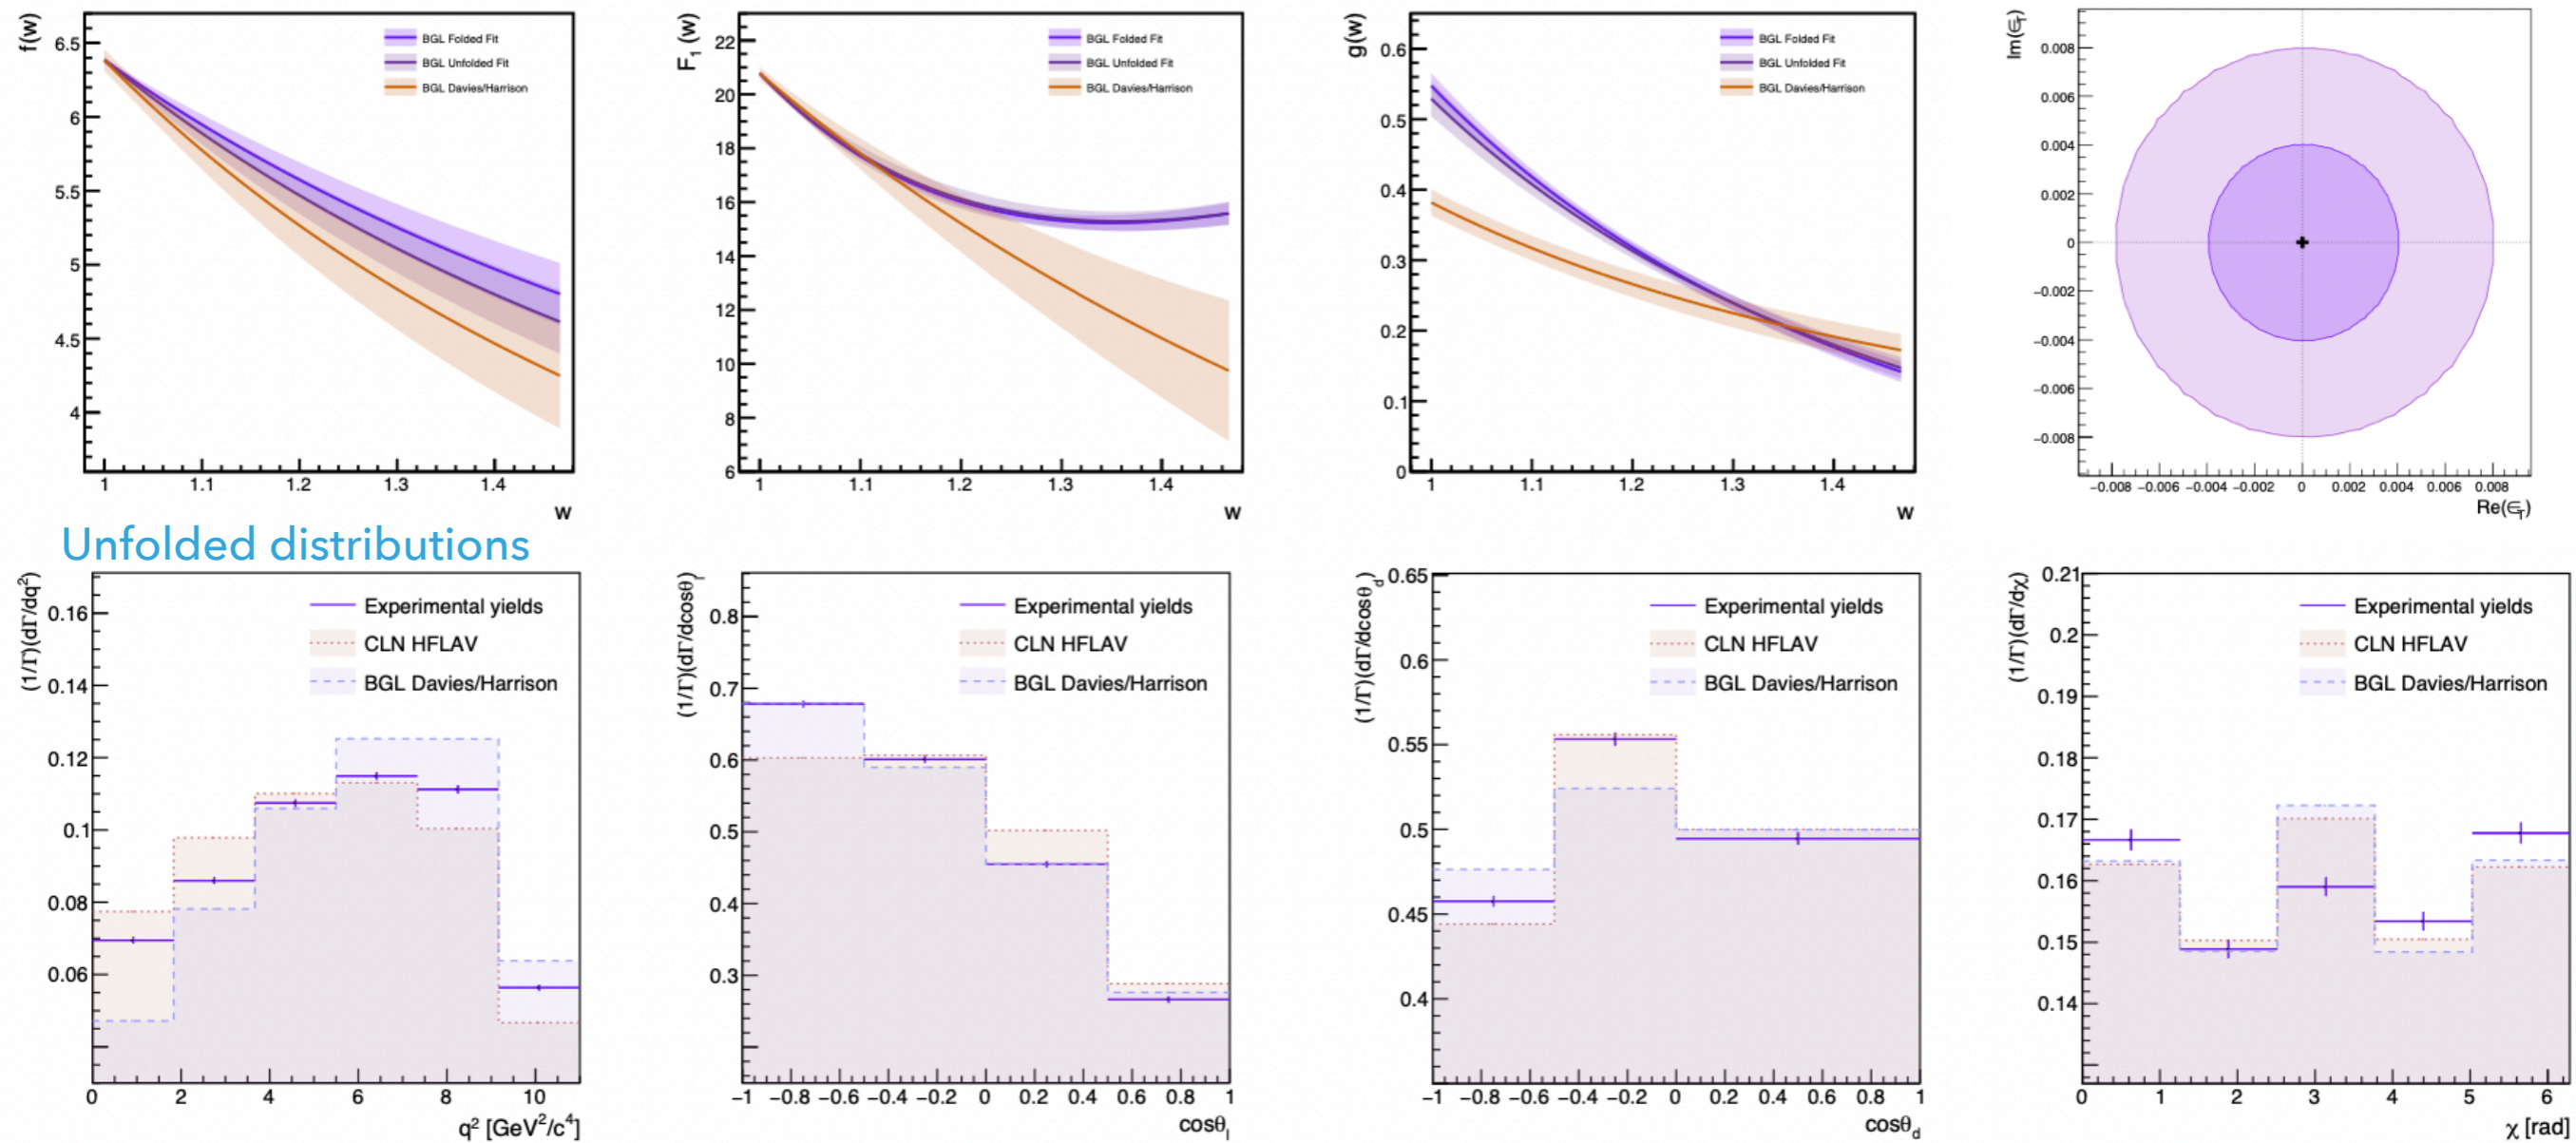 f(w)
6.5
6
5.5
5
4.5
4
BGL Folded Fit
BGL Unfolded Fit
BGL Davies/Harrison
1 1.1 1.2 1.3 1.4
w
F₁ (w)
22
20
18
16
14
12
10
8
6
BGL Folded Fit
BGL Unfolded Fit
BGL Davies/Harrison
1 1.1 1.2 1.3 1.4
w
g(w)
0.6
0.5
0.4
0.3
0.2
0.1
0
BGL Folded Fit
BGL Unfolded Fit
BGL Davies/Harrison
1 1.1 1.2 1.3 1.4
w
Im(∈T)
0.008
0.006
0.004
0.002
0
−0.002
−0.004
−0.006
−0.008
−0.008 −0.006 −0.004 −0.002 0 0.002 0.004 0.006 0.008
Re(∈T)
Unfolded distributions
(1/Γ)(dΓ/dq²)
0.16
0.14
0.12
0.1
0.08
0.06
Experimental yields
CLN HFLAV
BGL Davies/Harrison
0 2 4 6 8 10
q² [GeV²/c⁴]
(1/Γ)(dΓ/dcosθl)
0.8
0.7
0.6
0.5
0.4
0.3
Experimental yields
CLN HFLAV
BGL Davies/Harrison
−1 −0.8 −0.6 −0.4 −0.2 0 0.2 0.4 0.6 0.8 1
cosθl
(1/Γ)(dΓ/dcosθd)
0.65
0.6
0.55
0.5
0.45
0.4
Experimental yields
CLN HFLAV
BGL Davies/Harrison
−1 −0.8 −0.6 −0.4 −0.2 0 0.2 0.4 0.6 0.8 1
cosθd
(1/Γ)(dΓ/dχ)
0.21
0.2
0.19
0.18
0.17
0.16
0.15
0.14
Experimental yields
CLN HFLAV
BGL Davies/Harrison
0 1 2 3 4 5 6
χ [rad]